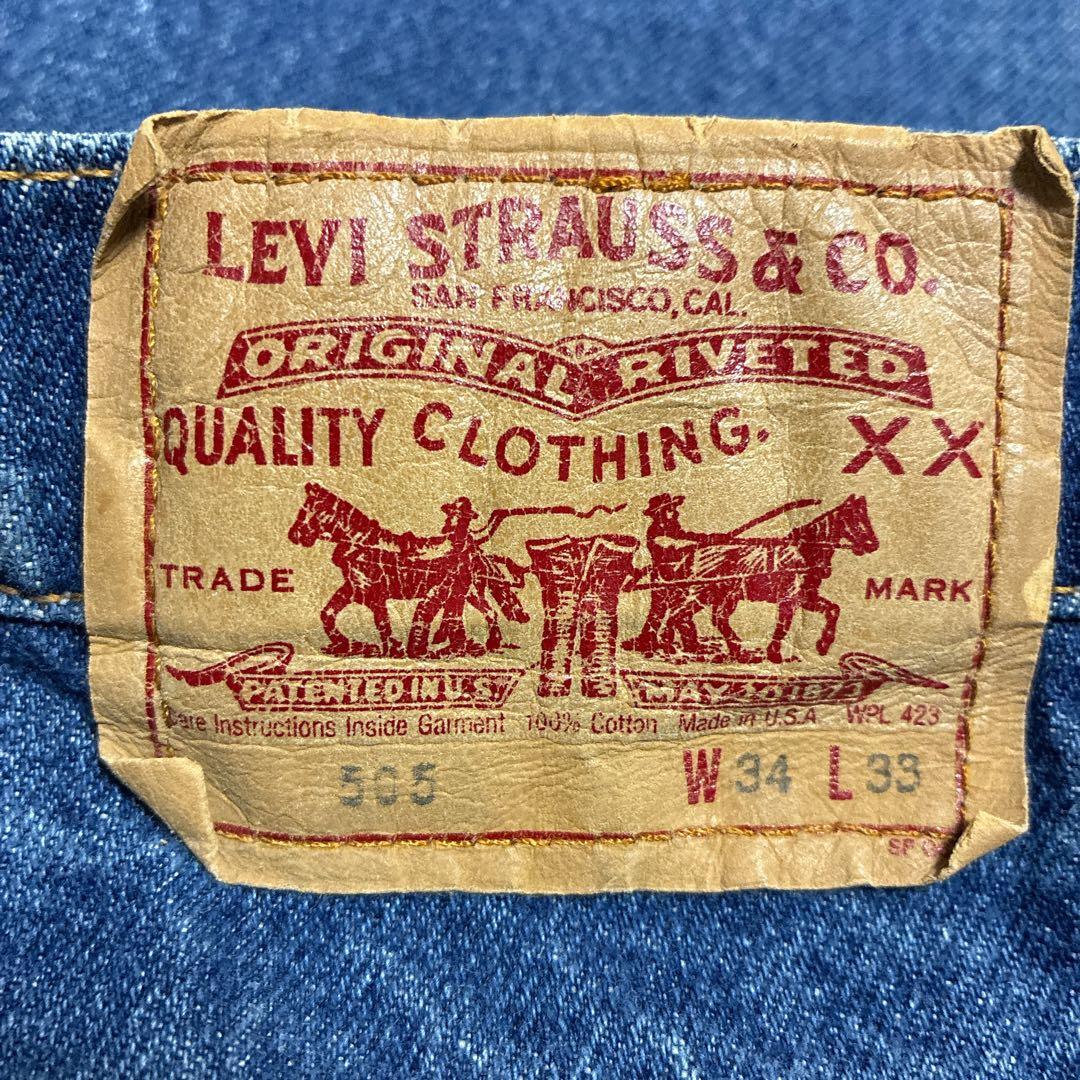 LEVI STRAUSS & CO.
SAN FRANCISCO, CAL.
ORIGINAL RIVETED
QUALITY CLOTHING. XX
TRADE MARK
PATENTED IN U.S. MAY 20 1873
Care Instructions Inside Garment 100% Cotton Made in U.S.A WPL 423
505 W 34 L 33
SF